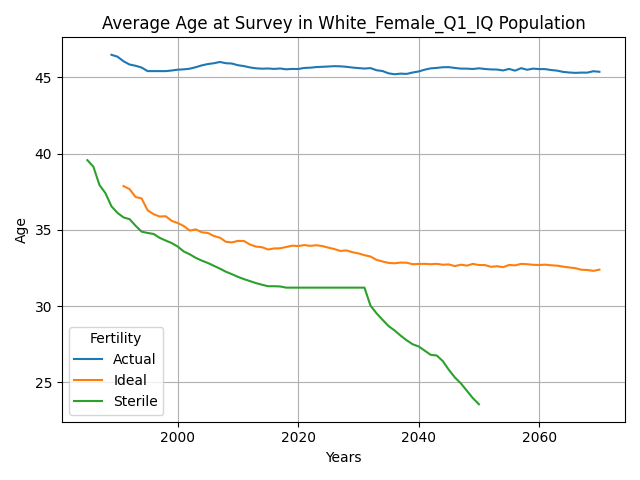 Average Age at Survey in White_Female_Q1_IQ Population
45
40
35
30
25
Age
Fertility
Actual
Ideal
Sterile
2000 2020 2040 2060
Years